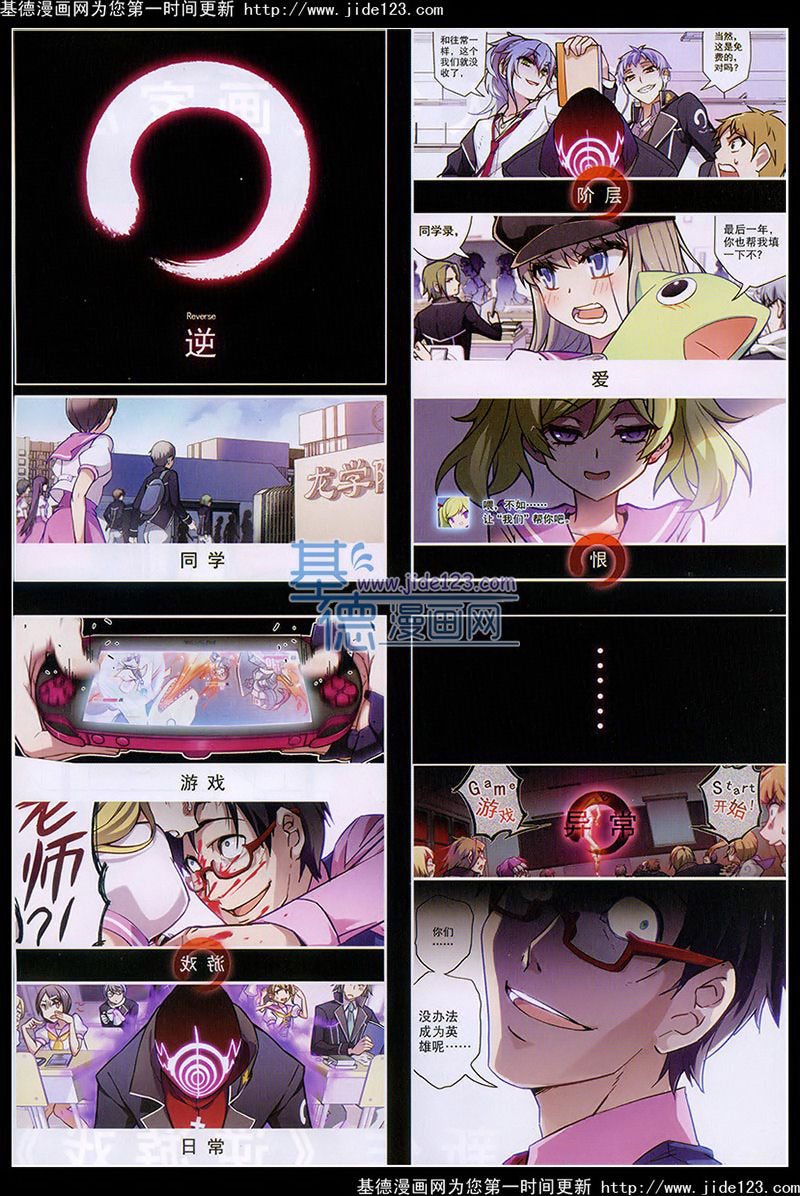 基德漫画网为您第一时间更新 http://www.jide123.com
Reverse
逆
龙学院
同学
游戏
老师
?!
游戏
日常
和往常一
样，这个
我们就没
收了，
当然，
这是免
费的，
对吗？
阶层
同学录，
最后一年，
你也帮我填
一下不？
爱
喂，不如……
让“我们”帮你吧。
恨
基德漫画网
www.jide123.com
Game
游戏
异常
Start
开始！
你们
……
没办法
成为英
雄呢……
基德漫画网为您第一时间更新 http://www.jide123.com